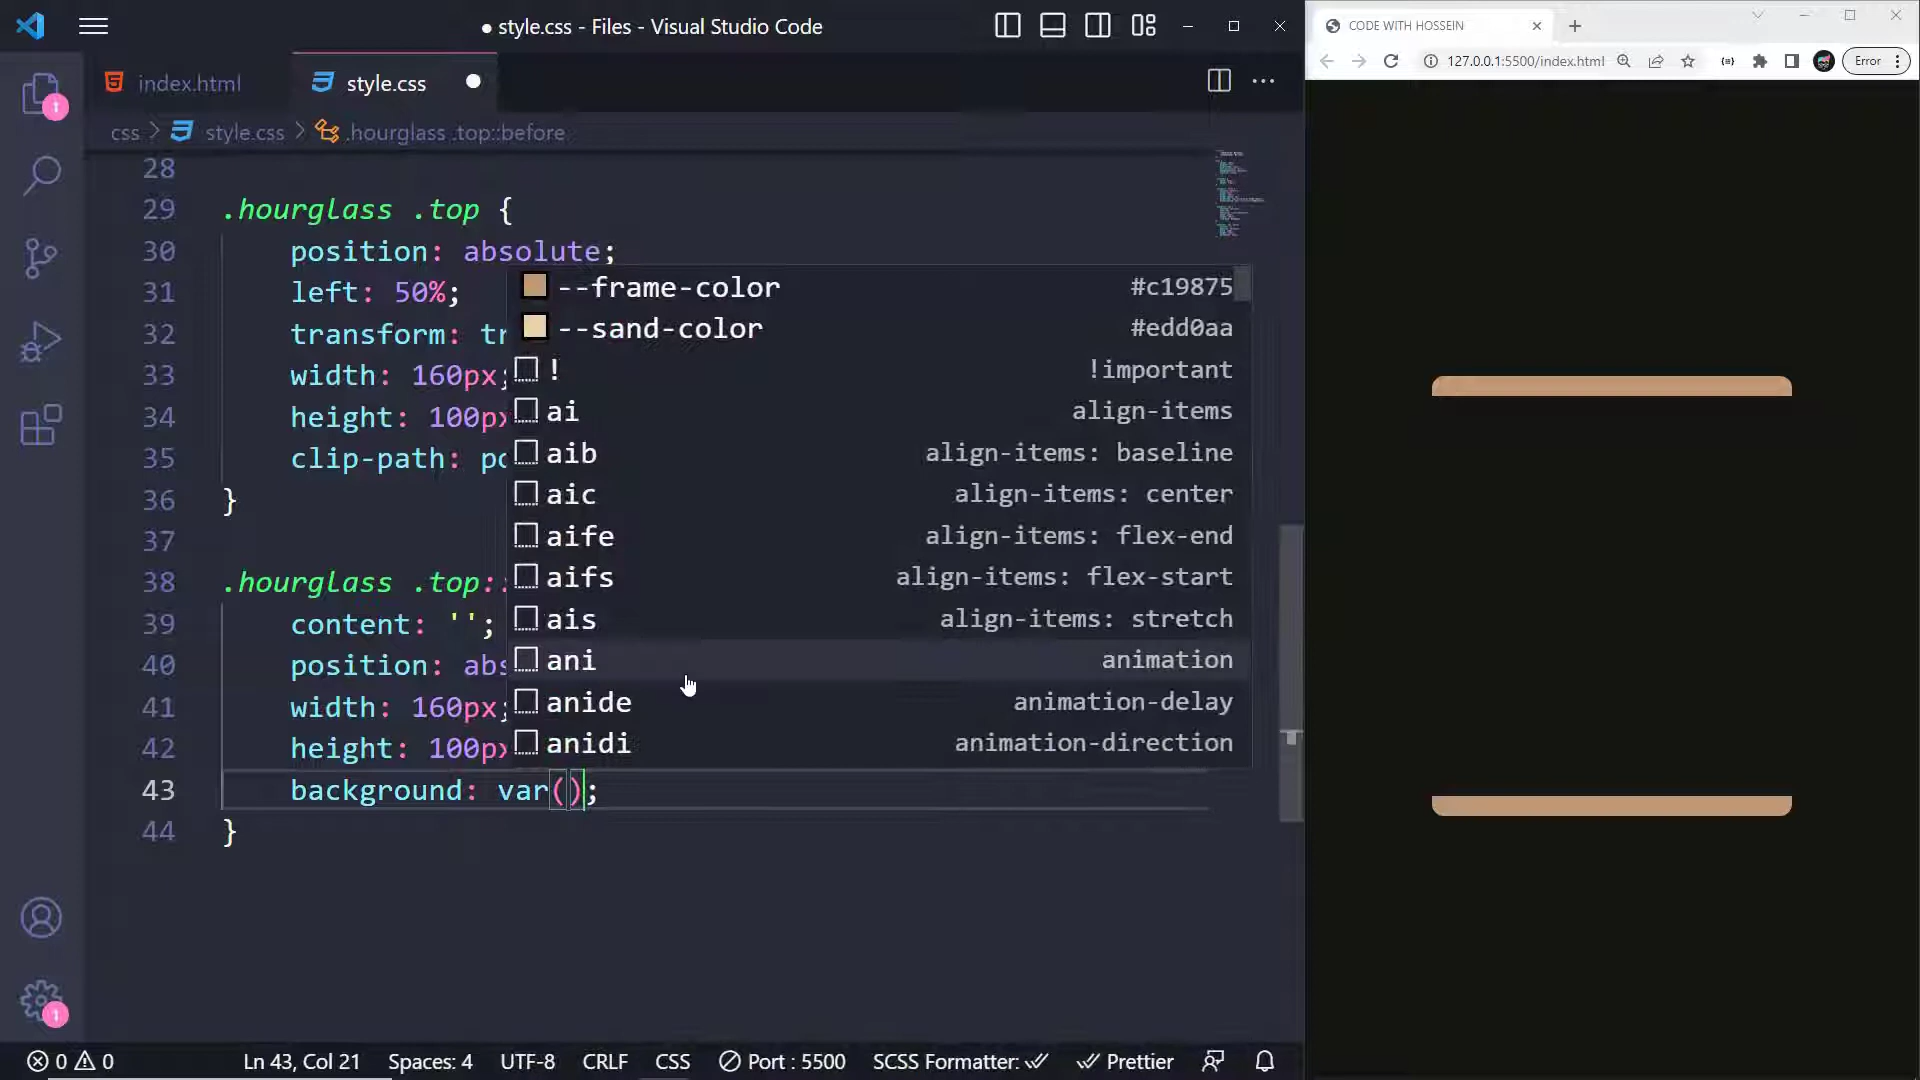 style.css - Files - Visual Studio Code
index.html
style.css
css > style.css > .hourglass .top::before
28
29 .hourglass .top {
30 position: absolute;
31 left: 50%;
32 transform: tr
33 width: 160px;
34 height: 100px
35 clip-path: po
36 }
37
38 .hourglass .top::
39 content: '';
40 position: abs
41 width: 160px;
42 height: 100px
43 background: var();
44 }
--frame-color #c19875
--sand-color #edd0aa
! !important
ai align-items
aib align-items: baseline
aic align-items: center
aife align-items: flex-end
aifs align-items: flex-start
ais align-items: stretch
ani animation
anide animation-delay
anidi animation-direction
1
1
0 0
Ln 43, Col 21
Spaces: 4
UTF-8
CRLF
CSS
Port : 5500
SCSS Formatter:
Prettier
CODE WITH HOSSEIN
127.0.0.1:5500/index.html
Error